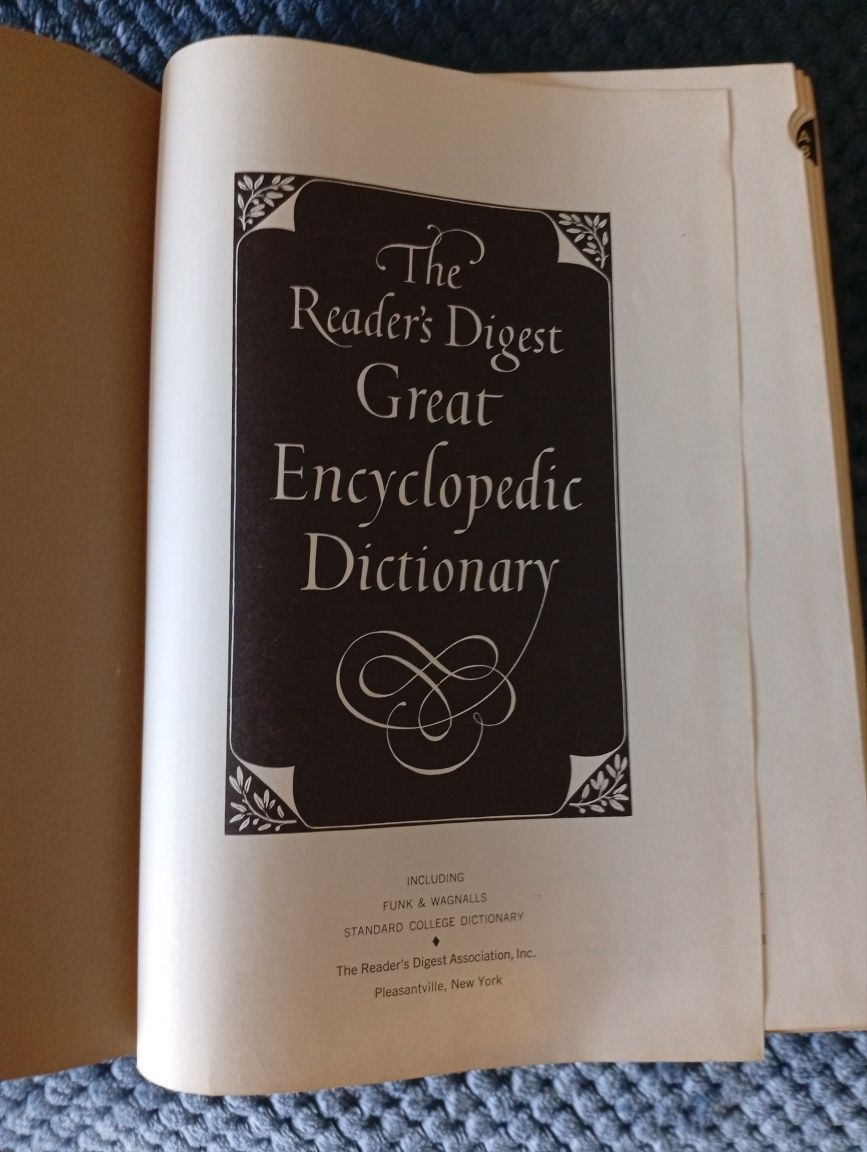 The
Reader's Digest
Great
Encyclopedic
Dictionary
INCLUDING
FUNK & WAGNALLS
STANDARD COLLEGE DICTIONARY
The Reader's Digest Association, Inc.
Pleasantville, New York